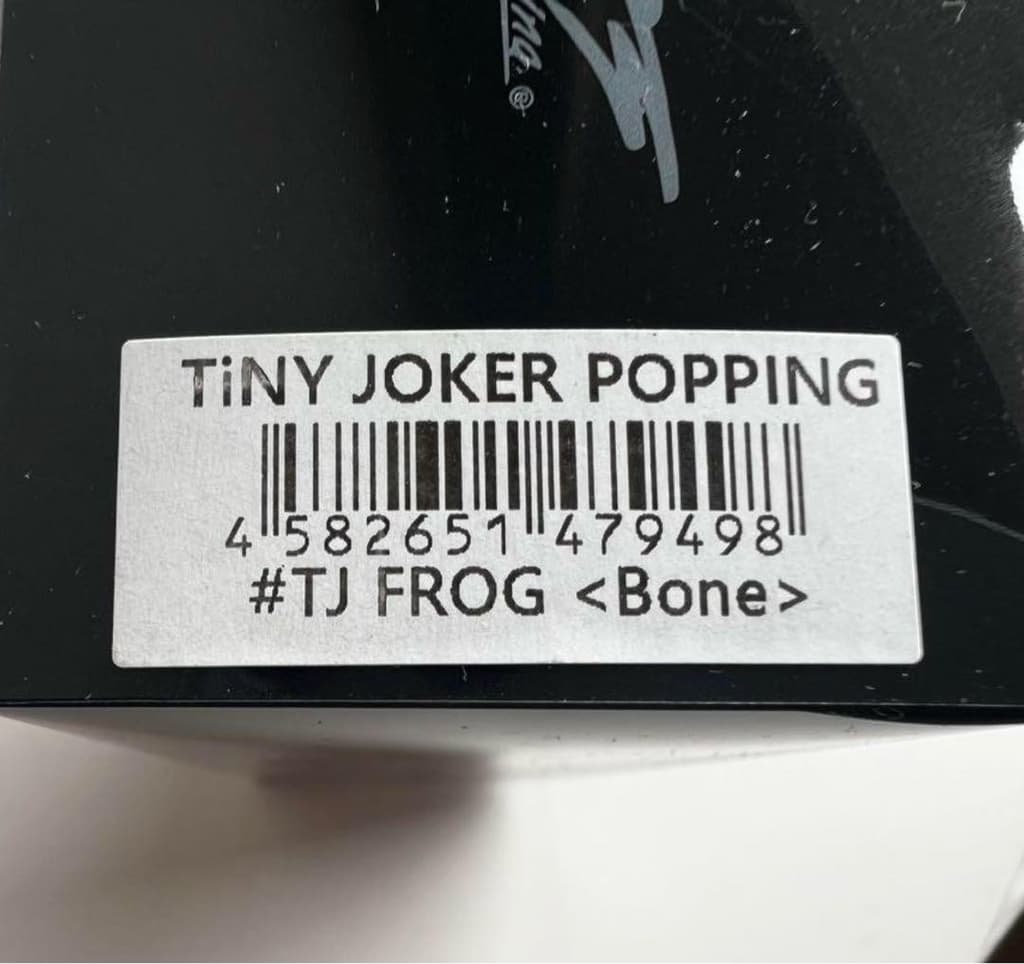 TiNY JOKER POPPING
4 582651 479498
#TJ FROG <Bone>